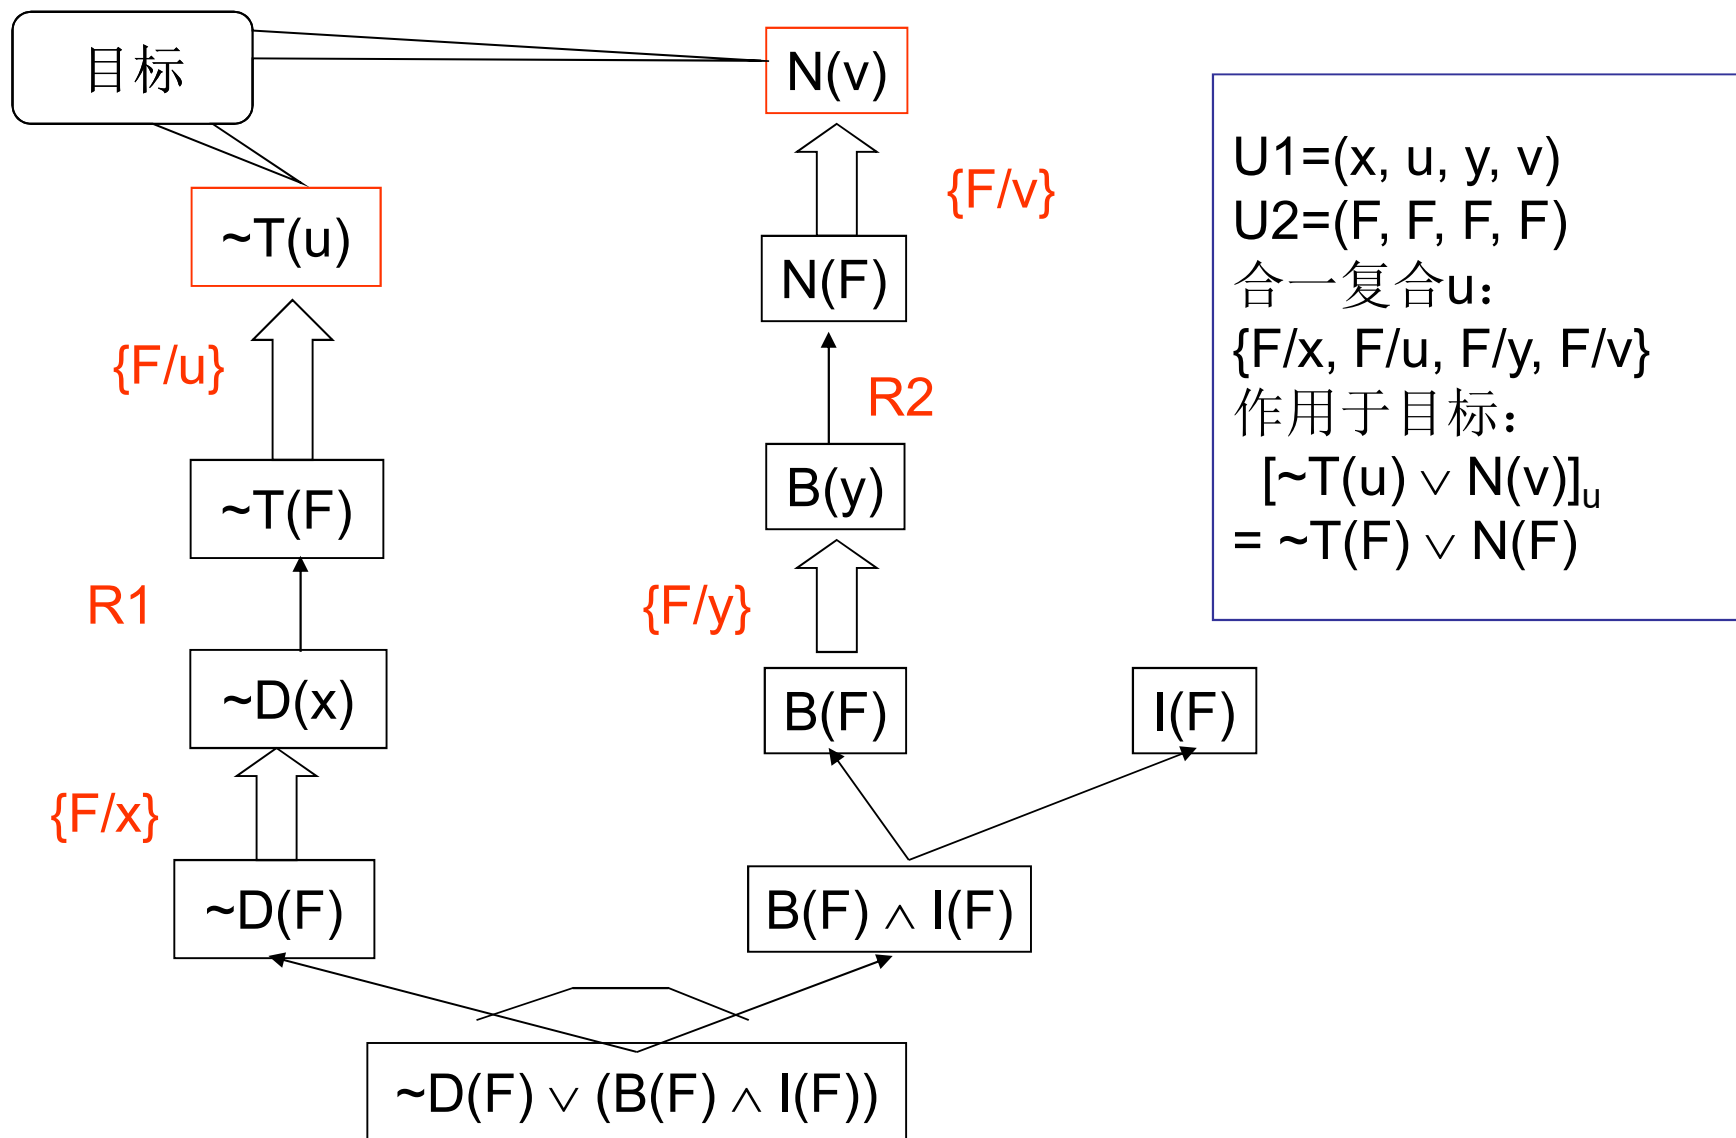 目标
N(v)
~T(u)
{F/v}
N(F)
{F/u}
R2
~T(F)
B(y)
R1
{F/y}
~D(x)
B(F)
I(F)
{F/x}
~D(F)
B(F) ∧ I(F)
~D(F) ∨ (B(F) ∧ I(F))
U1=(x, u, y, v)
U2=(F, F, F, F)
合一复合u：
{F/x, F/u, F/y, F/v}
作用于目标：
[~T(u) ∨ N(v)]u
= ~T(F) ∨ N(F)